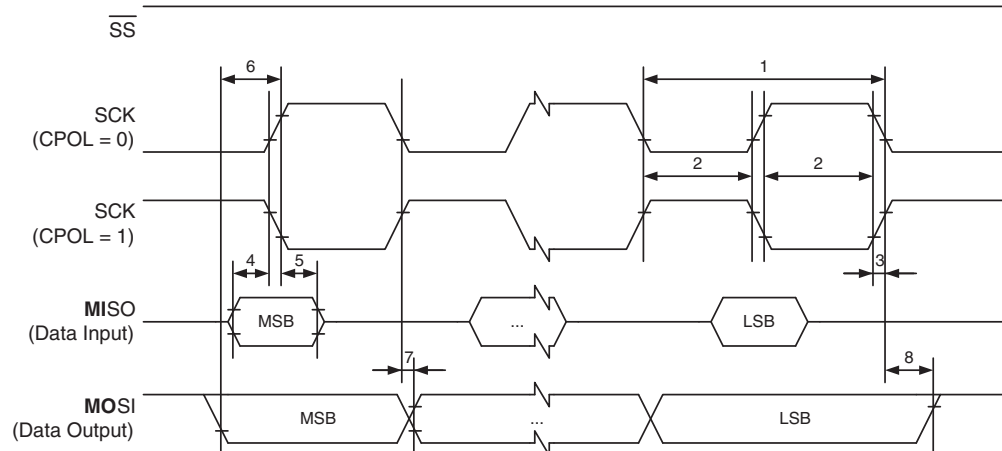 SS
6
1
SCK
(CPOL = 0)
2
2
SCK
(CPOL = 1)
4
5
3
MISO
(Data Input)
MSB
...
LSB
7
8
MOSI
(Data Output)
MSB
...
LSB